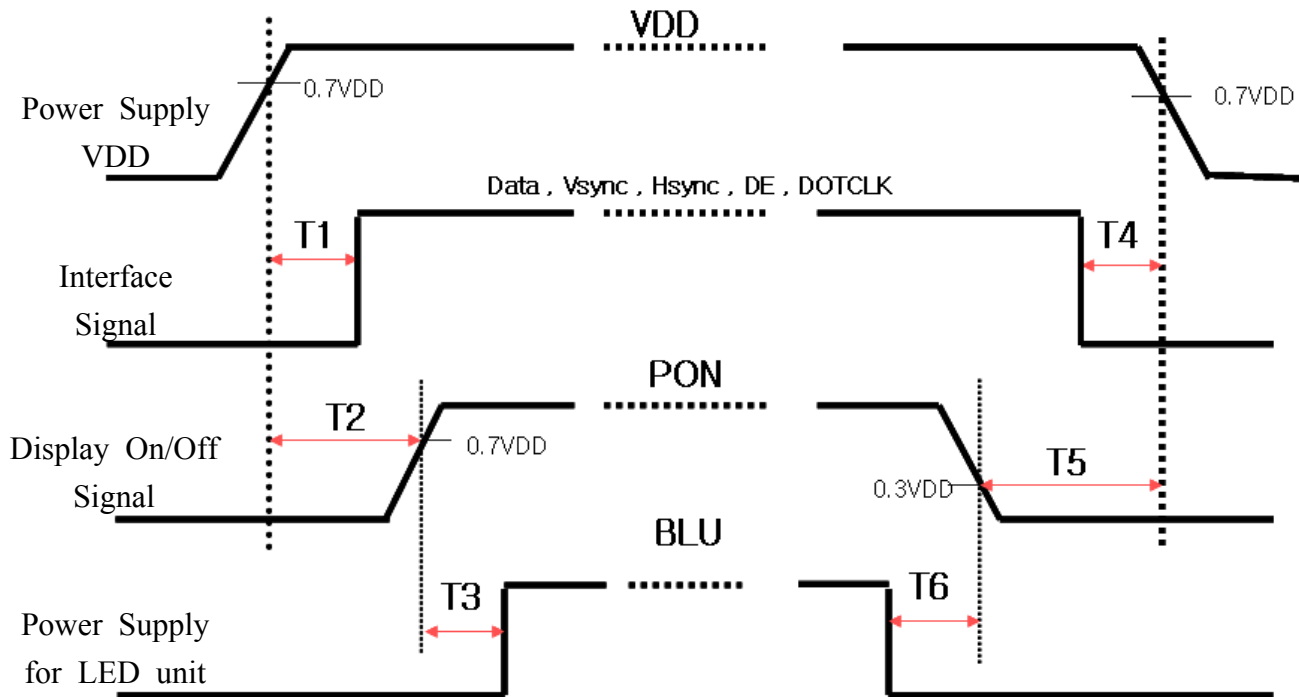 VDD
0.7VDD
0.7VDD
Power Supply
VDD
Data , Vsync , Hsync , DE , DOTCLK
T1
T4
Interface
Signal
PON
T2
0.7VDD
Display On/Off
Signal
T5
0.3VDD
BLU
T3
T6
Power Supply
for LED unit